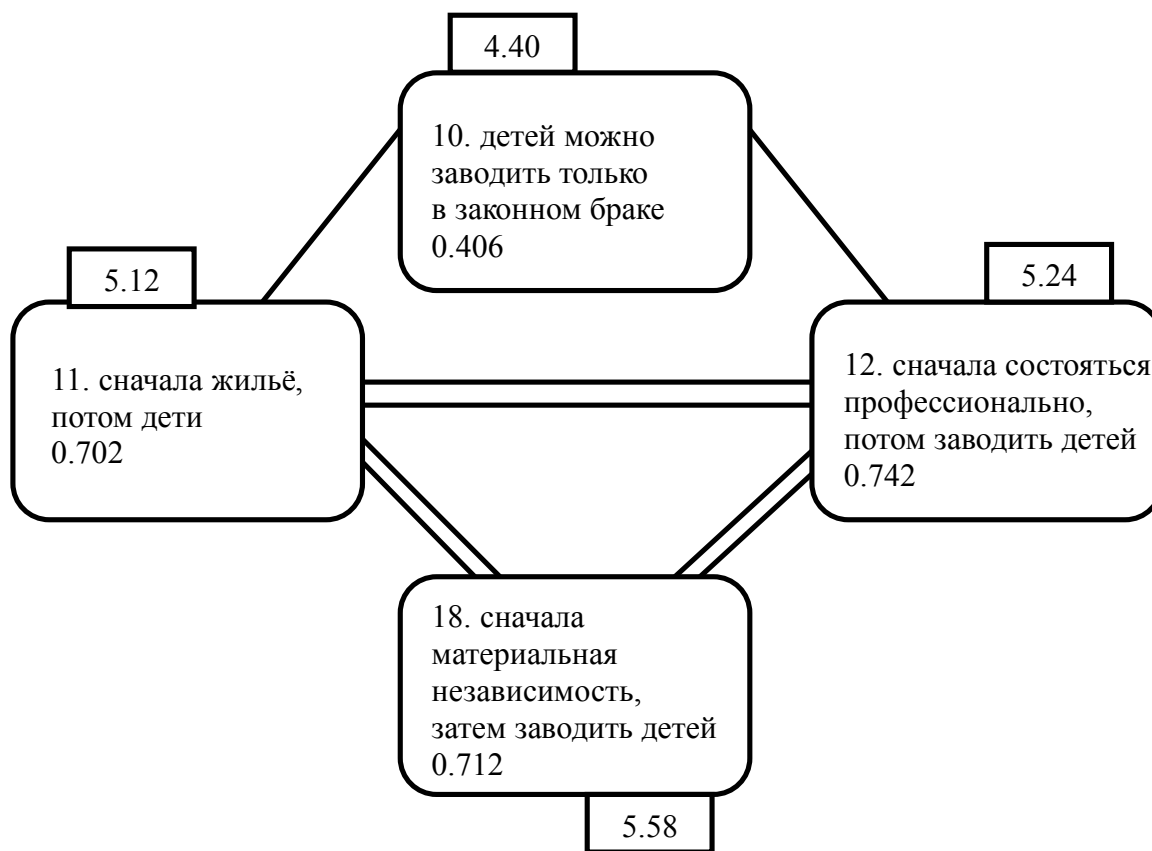 4.40
10. детей можно
заводить только
в законном браке
0.406
5.12
11. сначала жильё,
потом дети
0.702
5.24
12. сначала состояться
профессионально,
потом заводить детей
0.742
18. сначала
материальная
независимость,
затем заводить детей
0.712
5.58